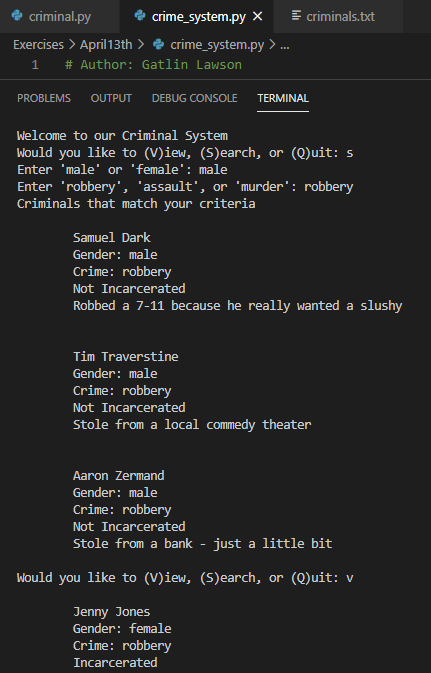 criminal.py crime_system.py criminals.txt
Exercises > April13th > crime_system.py > ...
1 # Author: Gatlin Lawson
PROBLEMS OUTPUT DEBUG CONSOLE TERMINAL
Welcome to our Criminal System
Would you like to (V)iew, (S)earch, or (Q)uit: s
Enter 'male' or 'female': male
Enter 'robbery', 'assault', or 'murder': robbery
Criminals that match your criteria
Samuel Dark
Gender: male
Crime: robbery
Not Incarcerated
Robbed a 7-11 because he really wanted a slushy
Tim Traverstine
Gender: male
Crime: robbery
Not Incarcerated
Stole from a local commedy theater
Aaron Zermand
Gender: male
Crime: robbery
Not Incarcerated
Stole from a bank - just a little bit
Would you like to (V)iew, (S)earch, or (Q)uit: v
Jenny Jones
Gender: female
Crime: robbery
Incarcerated